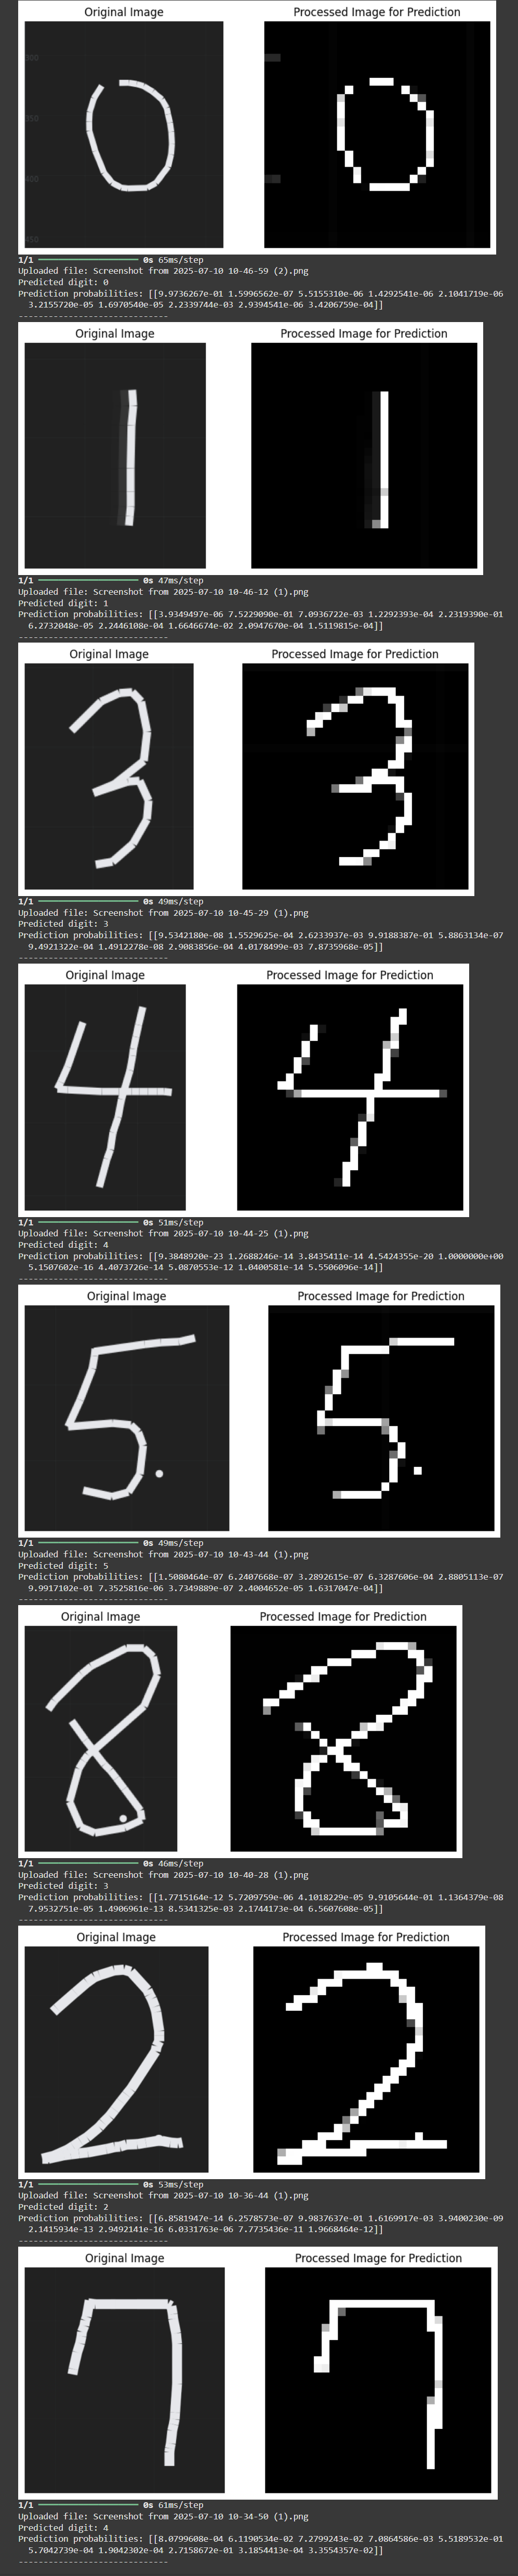 Original Image Processed Image for Prediction
300
350
400
450
0
1/1 ━━━━━━━━━━━━━━━━━━━━ 0s 65ms/step
Uploaded file: Screenshot from 2025-07-10 10-46-59 (2).png
Predicted digit: 0
Prediction probabilities: [[9.9736267e-01 1.5996562e-07 5.5155310e-06 1.4292541e-06 2.1041719e-06
3.2155720e-05 1.6970540e-05 2.2339744e-03 2.9394541e-06 3.4206759e-04]]
------------------------------
Original Image Processed Image for Prediction
1
1/1 ━━━━━━━━━━━━━━━━━━━━ 0s 47ms/step
Uploaded file: Screenshot from 2025-07-10 10-46-12 (1).png
Predicted digit: 1
Prediction probabilities: [[3.9349497e-06 7.5229090e-01 7.0936722e-03 1.2292393e-04 2.2319390e-01
6.2732048e-05 2.2446108e-04 1.6646674e-02 2.0947670e-04 1.5119815e-04]]
------------------------------
Original Image Processed Image for Prediction
3
1/1 ━━━━━━━━━━━━━━━━━━━━ 0s 49ms/step
Uploaded file: Screenshot from 2025-07-10 10-45-29 (1).png
Predicted digit: 3
Prediction probabilities: [[9.5342180e-08 1.5529625e-04 2.6233937e-03 9.9188387e-01 5.8863134e-07
9.4921322e-04 1.4912278e-08 2.9083856e-04 4.0178499e-03 7.8735968e-05]]
------------------------------
Original Image Processed Image for Prediction
4
1/1 ━━━━━━━━━━━━━━━━━━━━ 0s 51ms/step
Uploaded file: Screenshot from 2025-07-10 10-44-25 (1).png
Predicted digit: 4
Prediction probabilities: [[9.3848920e-23 1.2688246e-14 3.8435411e-14 4.5424355e-20 1.0000000e+00
5.1507602e-16 4.4073726e-14 5.0870553e-12 1.0400581e-14 5.5506096e-14]]
------------------------------
Original Image Processed Image for Prediction
5
1/1 ━━━━━━━━━━━━━━━━━━━━ 0s 49ms/step
Uploaded file: Screenshot from 2025-07-10 10-43-44 (1).png
Predicted digit: 5
Prediction probabilities: [[1.5080464e-07 6.2407668e-07 3.2892615e-07 6.3287606e-04 2.8805113e-07
9.9917102e-01 7.3525816e-06 3.7349889e-07 2.4004652e-05 1.6317047e-04]]
------------------------------
Original Image Processed Image for Prediction
8
1/1 ━━━━━━━━━━━━━━━━━━━━ 0s 46ms/step
Uploaded file: Screenshot from 2025-07-10 10-40-28 (1).png
Predicted digit: 3
Prediction probabilities: [[1.7715164e-12 5.7209759e-06 4.1018229e-05 9.9105644e-01 1.1364379e-08
7.9532751e-05 1.4906961e-13 8.5341325e-03 2.1744173e-04 6.5607608e-05]]
------------------------------
Original Image Processed Image for Prediction
2
1/1 ━━━━━━━━━━━━━━━━━━━━ 0s 53ms/step
Uploaded file: Screenshot from 2025-07-10 10-36-44 (1).png
Predicted digit: 2
Prediction probabilities: [[6.8581947e-14 6.2578573e-07 9.9837637e-01 1.6169917e-03 3.9400230e-09
2.1415934e-13 2.9492141e-16 6.0331763e-06 7.7735436e-11 1.9668464e-12]]
------------------------------
Original Image Processed Image for Prediction
7
1/1 ━━━━━━━━━━━━━━━━━━━━ 0s 61ms/step
Uploaded file: Screenshot from 2025-07-10 10-34-50 (1).png
Predicted digit: 4
Prediction probabilities: [[8.0799608e-04 6.1190534e-02 7.2799243e-02 7.0864586e-03 5.5189532e-01
5.7042739e-04 1.9042302e-04 2.7158672e-01 3.1854413e-04 3.3554357e-02]]
------------------------------